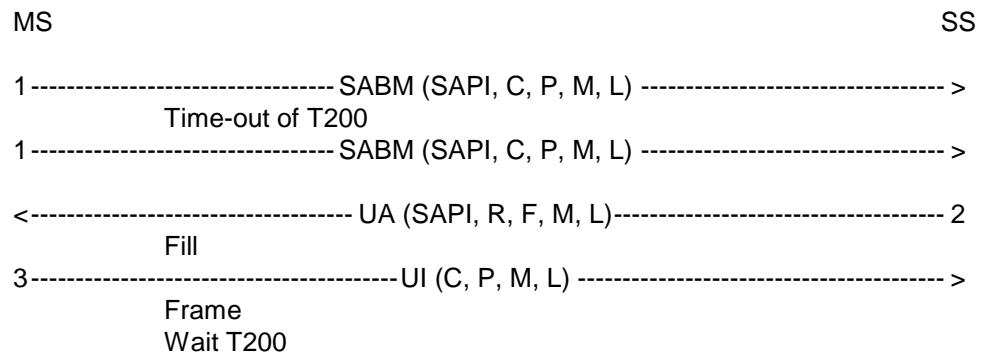 MS SS
1 ---------------------------------- SABM (SAPI, C, P, M, L) ---------------------------------- >
Time-out of T200
1 ---------------------------------- SABM (SAPI, C, P, M, L) ---------------------------------- >
< ------------------------------------ UA (SAPI, R, F, M, L)------------------------------------- 2
Fill
3 -----------------------------------------UI (C, P, M, L) ----------------------------------------- >
Frame
Wait T200